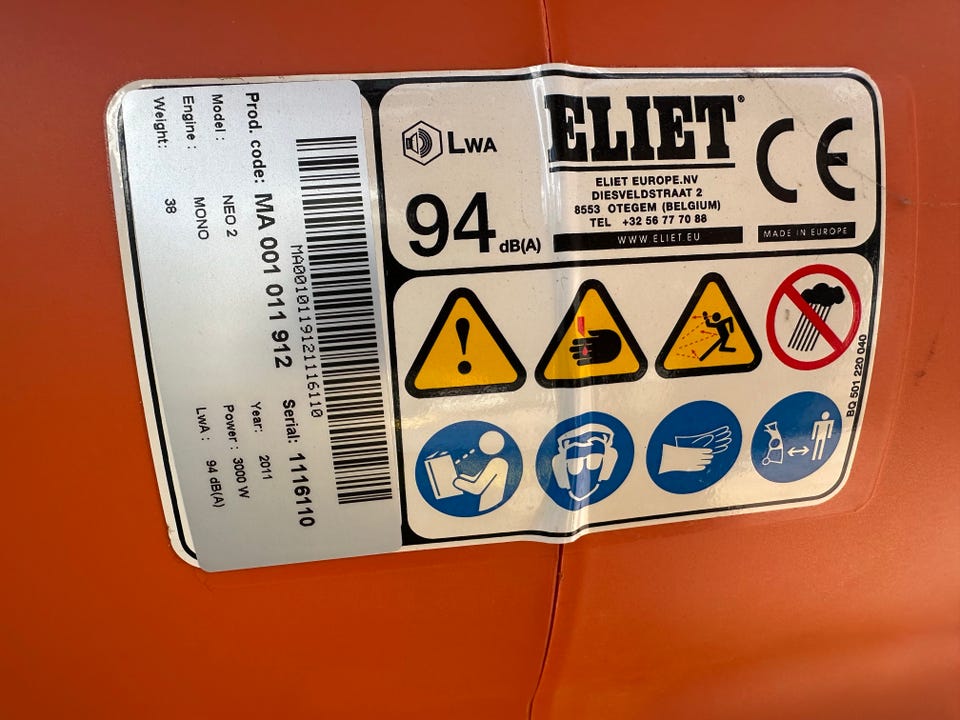 Prod. code: MA 001 011 912
Serial: 1116110
Model : NEO 2
Year: 2011
Engine : MONO
Power : 3000 W
Weight: 38
LwA : 94 dB(A)
MA0010119121116110
LWA
94 dB(A)
ELIET®
ELIET EUROPE.NV
DIESVELDSTRAAT 2
8553 OTEGEM (BELGIUM)
TEL +32 56 77 70 88
WWW.ELIET.EU
CE
MADE IN EUROPE
BQ 501 220 040